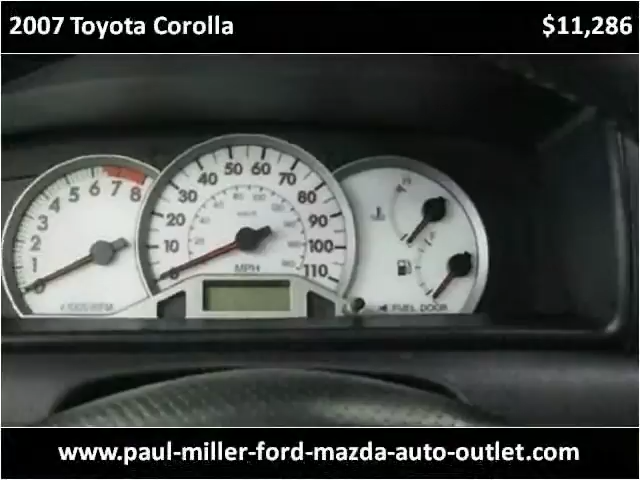 2007 Toyota Corolla $11,286
1 2 3 4 5 6 7 8
x1000r/min
10 20 30 40 50 60 70 80 90 100 110
MPH
FUEL DOOR
www.paul-miller-ford-mazda-auto-outlet.com